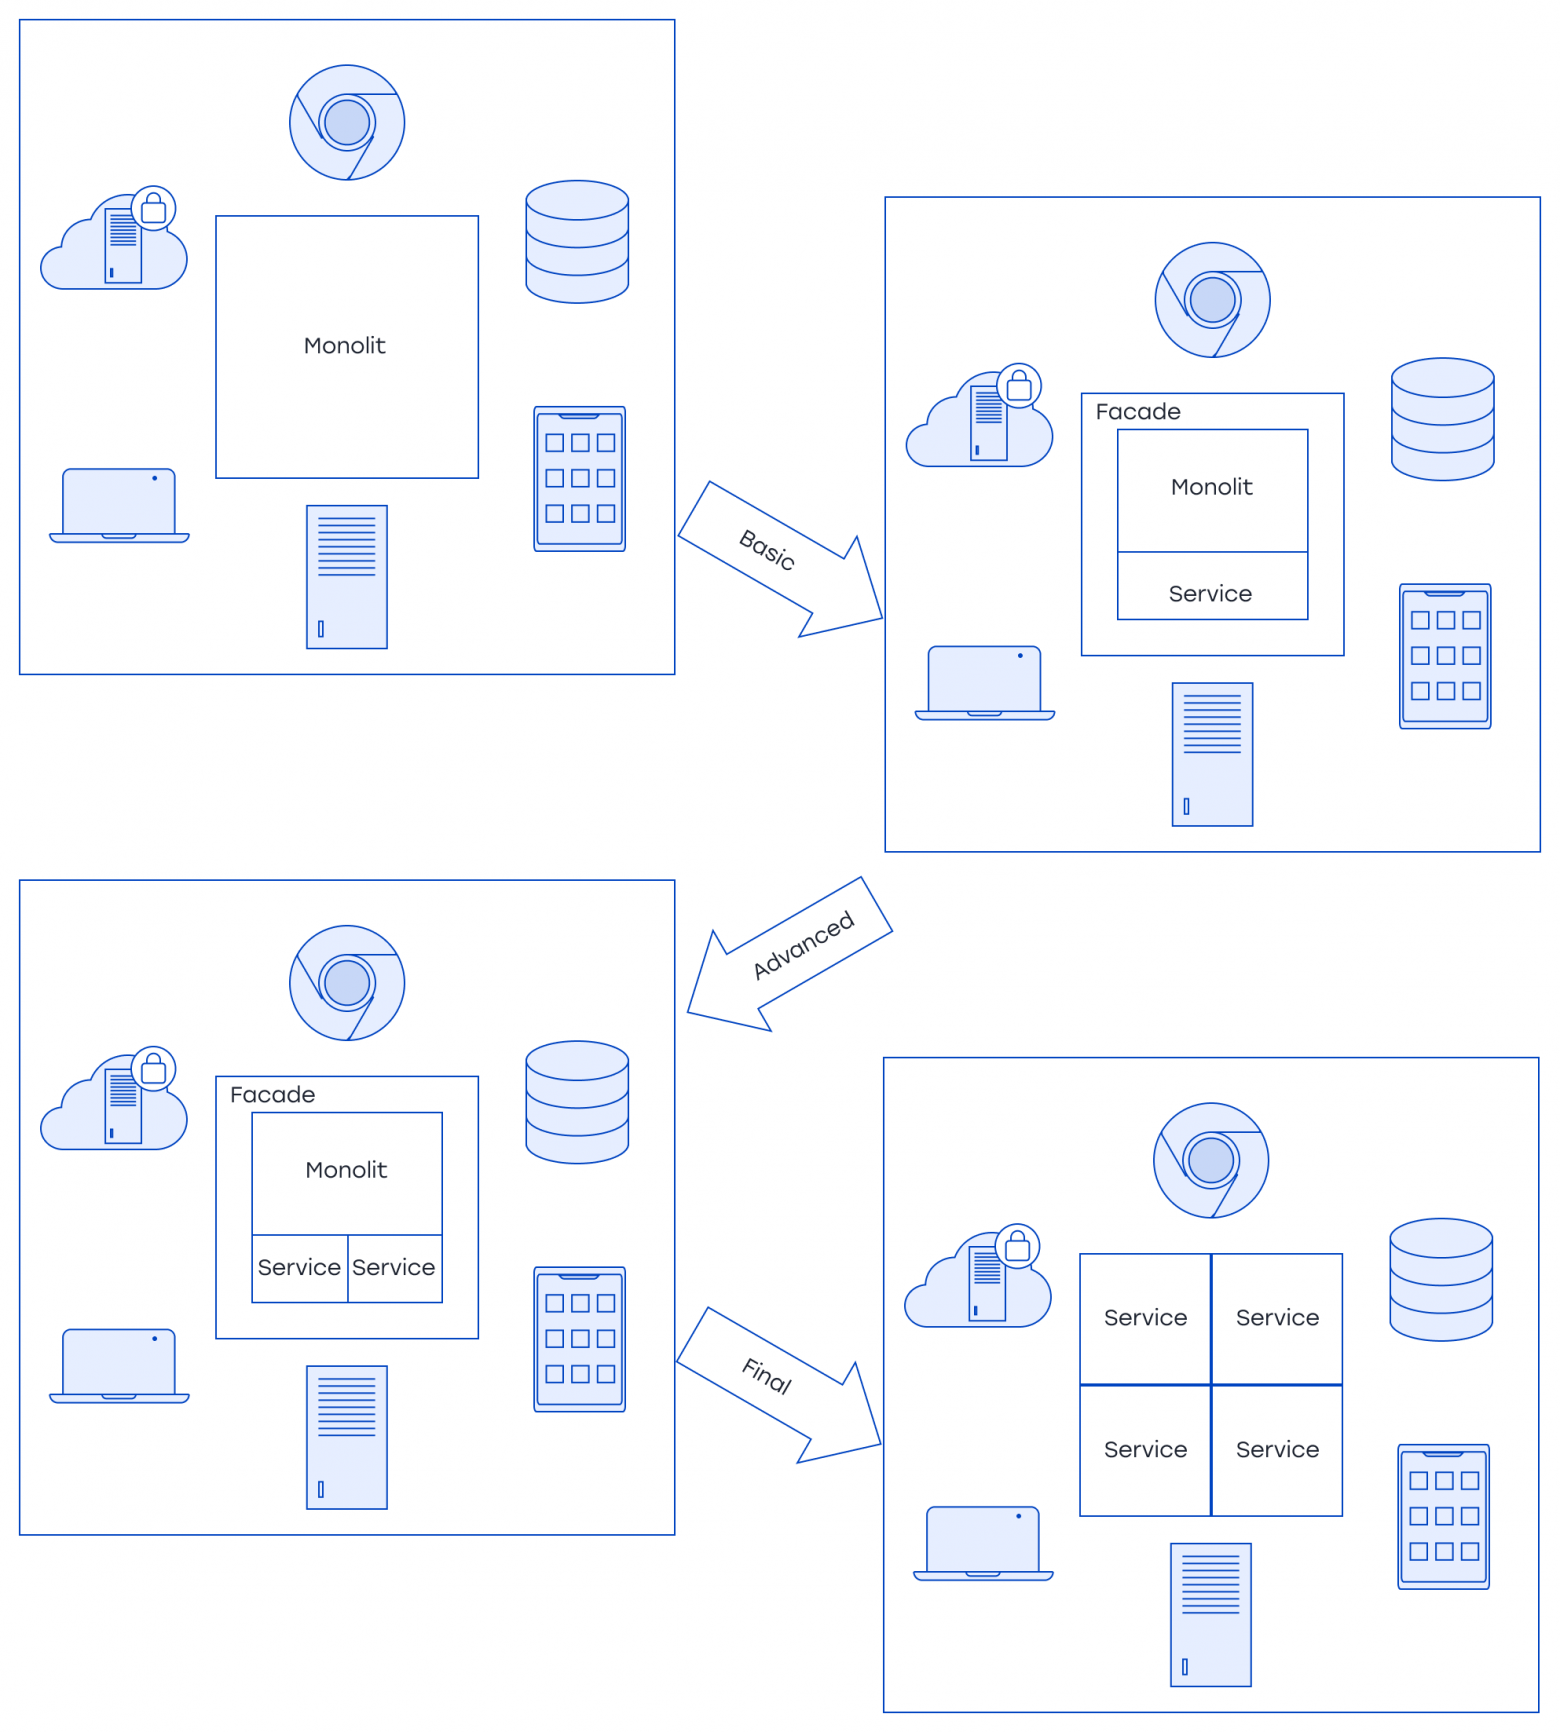 Monolit
Basic
Facade
Monolit
Service
Advanced
Facade
Monolit
Service Service
Final
Service Service
Service Service